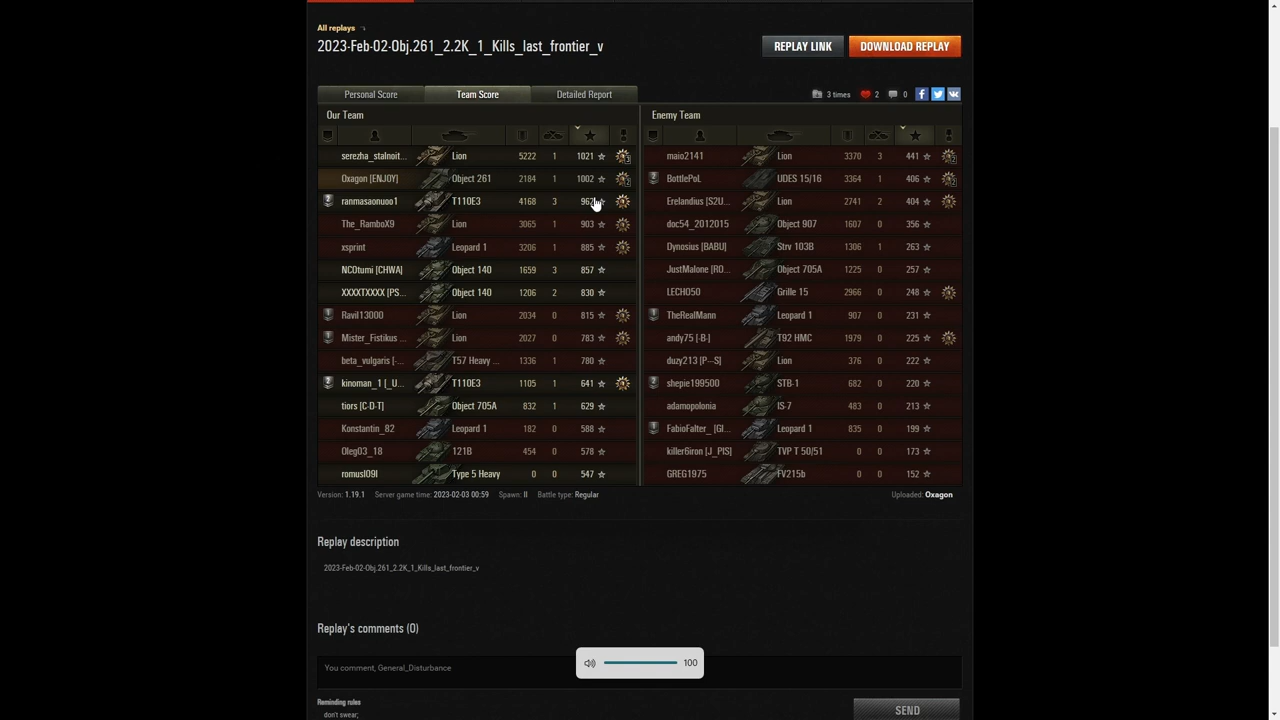 All replays
2023-Feb-02-Obj.261_2.2K_1_Kills_last_frontier_v
REPLAY LINK
DOWNLOAD REPLAY
Personal Score
Team Score
Detailed Report
3 times
2
0
Our Team
serezha_stalnoit... Lion 5222 1 1021
Oxagon [ENJOY] Object 261 2184 1 1002
ranmasaonuoo1 T110E3 4168 3
The_RamboX9 Lion 3065 1 903
xsprint Leopard 1 3206 1 885
NCOtumi [CHWA] Object 140 1659 3 857
XXXXTXXXX [PS... Object 140 1206 2 830
Ravil13000 Lion 2034 0 815
Mister_Fistikus ... Lion 2027 0 783
beta_vulgaris [-... T57 Heavy ... 1336 1 780
kinoman_1 [_U... T110E3 1105 1 641
tiors [C-D-T] Object 705A 832 1 629
Konstantin_82 Leopard 1 182 0 588
Oleg03_18 121B 454 0 578
romusl09l Type 5 Heavy 0 0 547
Enemy Team
maio2141 Lion 3370 3 441
BottlePoL UDES 15/16 3364 1 406
Erelandius [S2U... Lion 2741 2 404
doc54_2012015 Object 907 1106 0 356
Dynosius [BABU] Strv 103B 1306 1 263
JustMalone [RO... Object 705A 1225 0 257
LECHO50 Grille 15 2966 0 248
TheRealMann Leopard 1 907 0 231
andy75 [-B-] T92 HMC 1979 0 225
duzy213 [P--S] Lion 376 0 222
shepie199500 STB-1 682 0 220
adamopolonia IS-7 483 0 213
FabioFalter_ [GI... Leopard 1 835 0 199
killer6iron [J_PIS] TVP T 50/51 0 0 173
GREG1975 FV215b 0 0 152
Version: 1.19.1 Server game time: 2023-02-03 00:59 Spawn: II Battle type: Regular
Uploaded: Oxagon
Replay description
2023-Feb-02-Obj.261_2.2K_1_Kills_last_frontier_v
Replay's comments (0)
You comment, General_Disturbance
100
Reminding rules
don't swear;
SEND